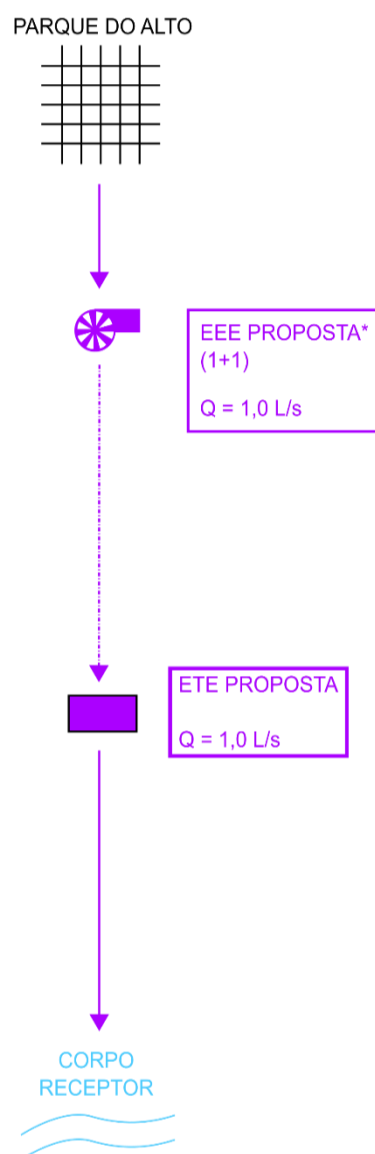 PARQUE DO ALTO
EEE PROPOSTA*
(1+1)
Q = 1,0 L/s
ETE PROPOSTA
Q = 1,0 L/s
CORPO
RECEPTOR